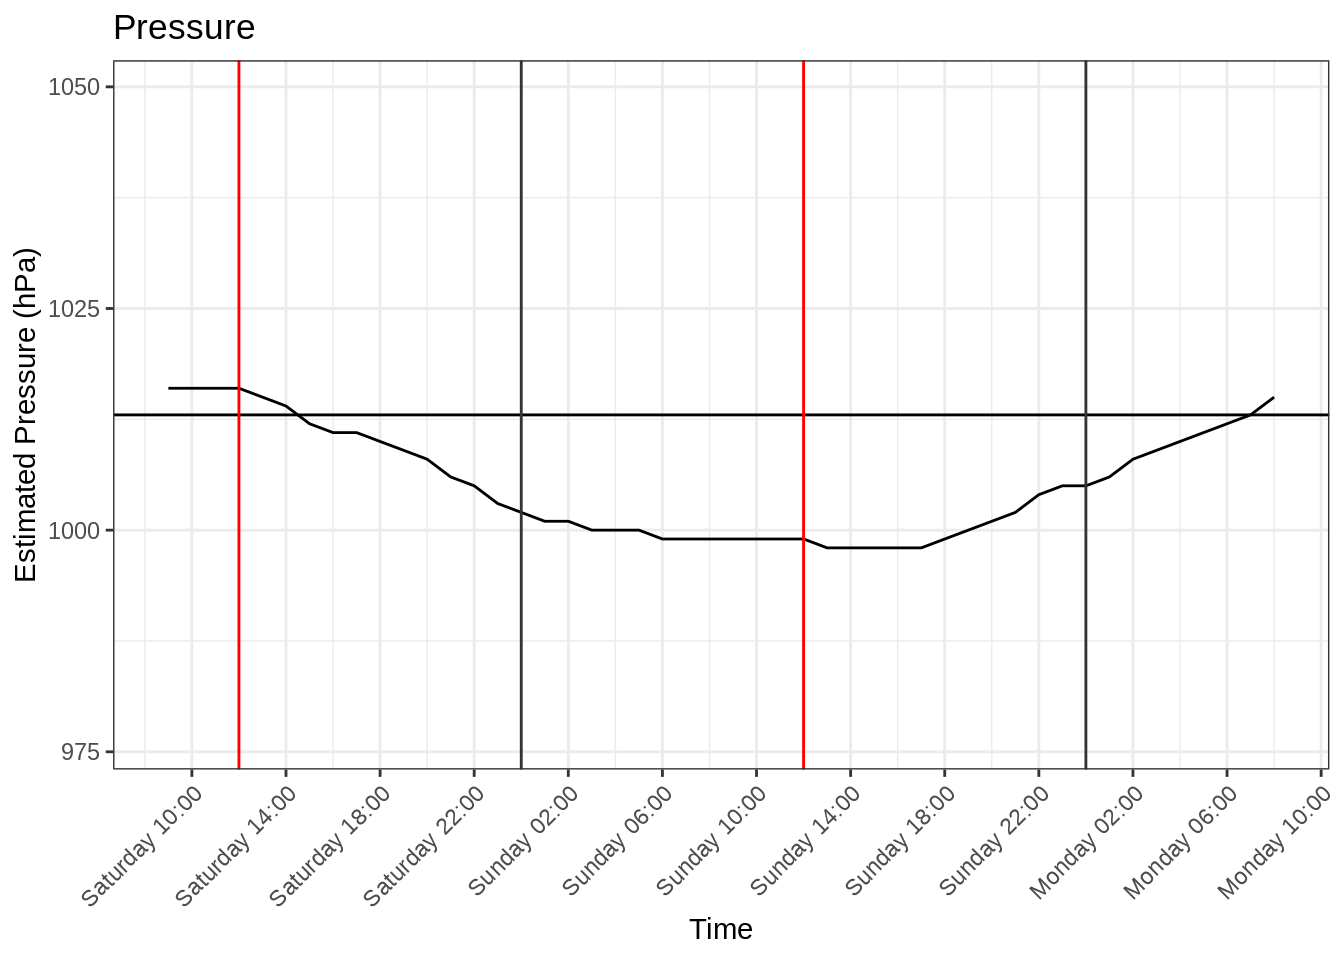 Pressure
Estimated Pressure (hPa)
1050
1025
1000
975
Saturday 10:00
Saturday 14:00
Saturday 18:00
Saturday 22:00
Sunday 02:00
Sunday 06:00
Sunday 10:00
Sunday 14:00
Sunday 18:00
Sunday 22:00
Monday 02:00
Monday 06:00
Monday 10:00
Time